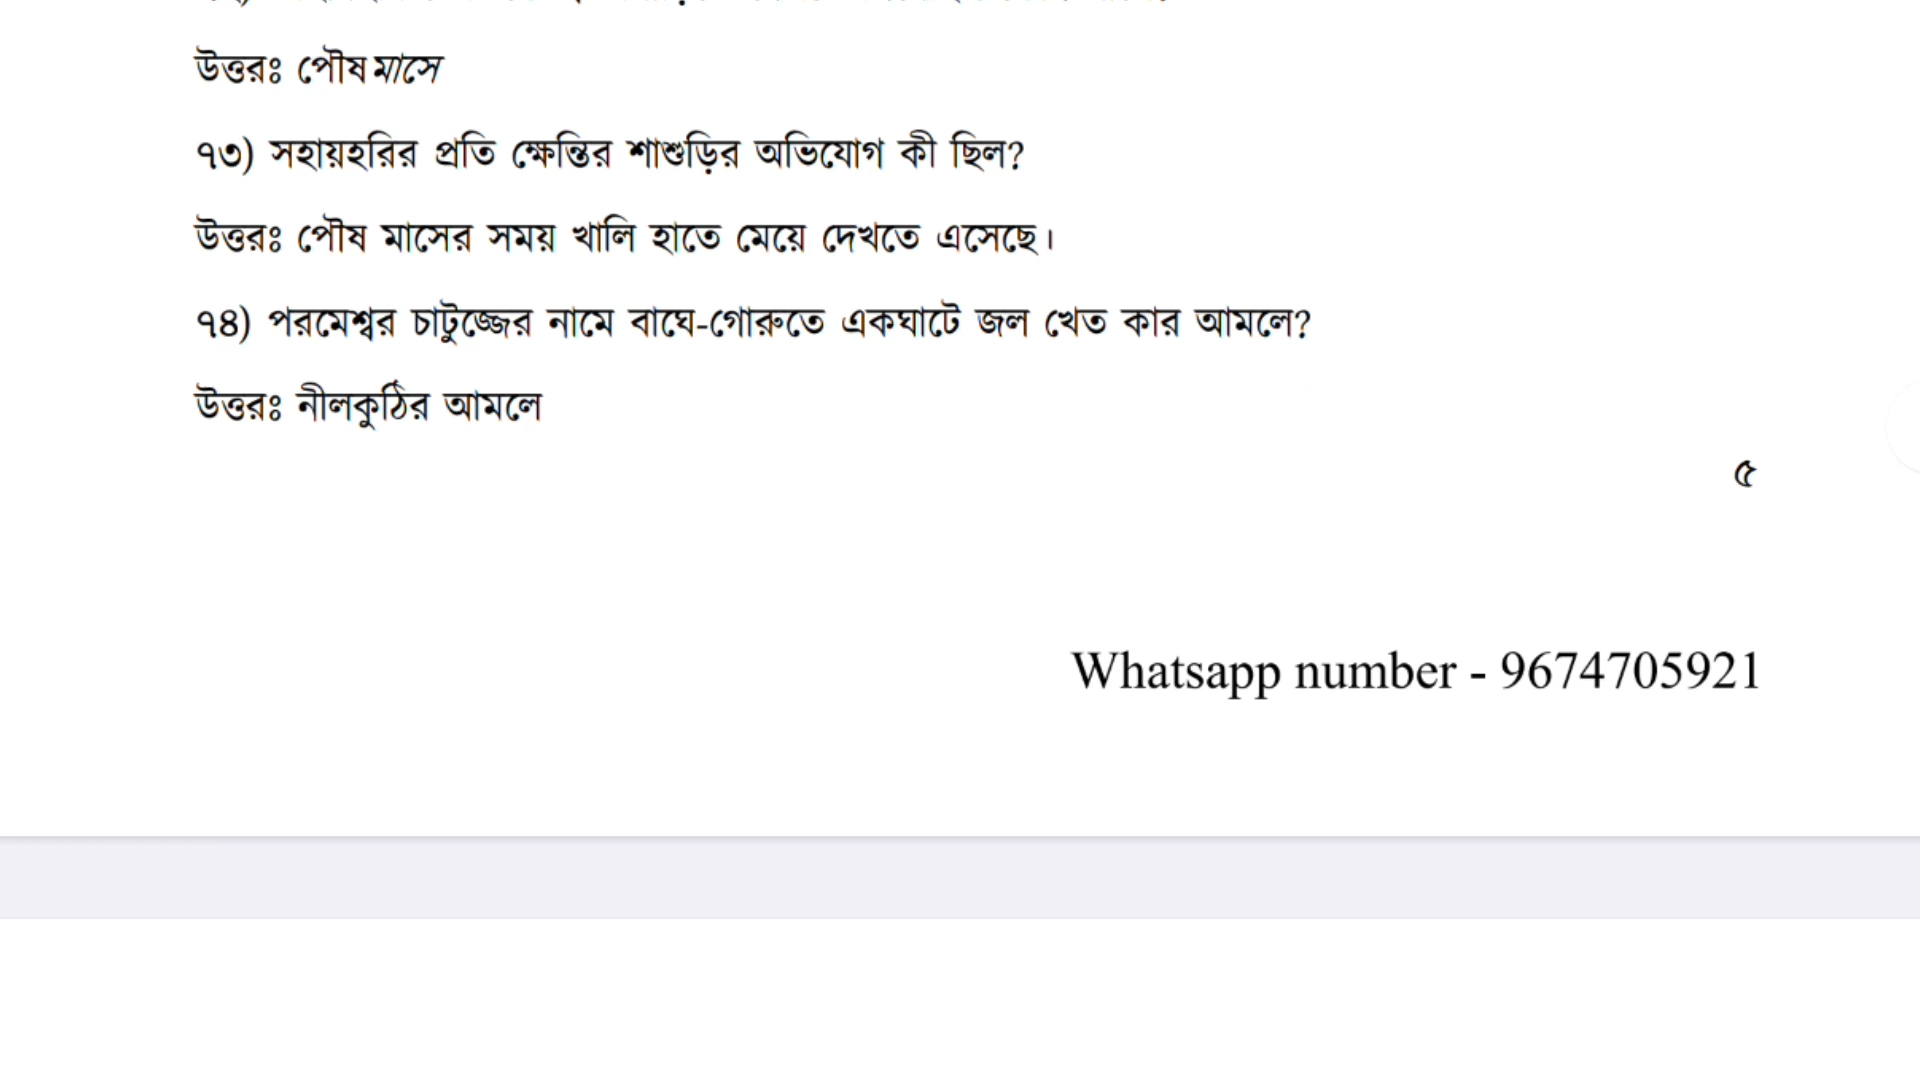 উত্তরঃ পৌষ মাসে
৭৩) সহায়হরির প্রতি ক্ষেন্তির শাশুড়ির অভিযোগ কী ছিল?
উত্তরঃ পৌষ মাসের সময় খালি হাতে মেয়ে দেখতে এসেছে।
৭৪) পরমেশ্বর চাটুজ্জের নামে বাঘে-গোরুতে একঘাটে জল খেত কার আমলে?
উত্তরঃ নীলকুঠির আমলে
৫
Whatsapp number - 9674705921